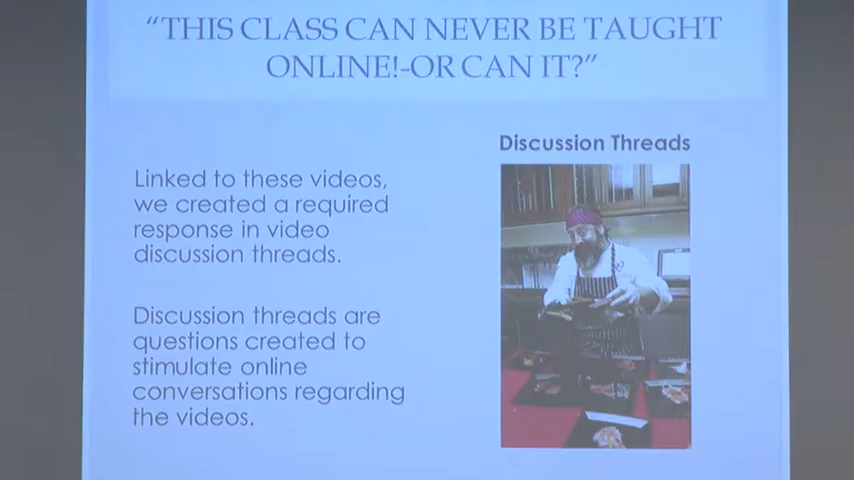 “THIS CLASS CAN NEVER BE TAUGHT
ONLINE!-OR CAN IT?”
Discussion Threads
Linked to these videos,
we created a required
response in video
discussion threads.
Discussion threads are
questions created to
stimulate online
conversations regarding
the videos.